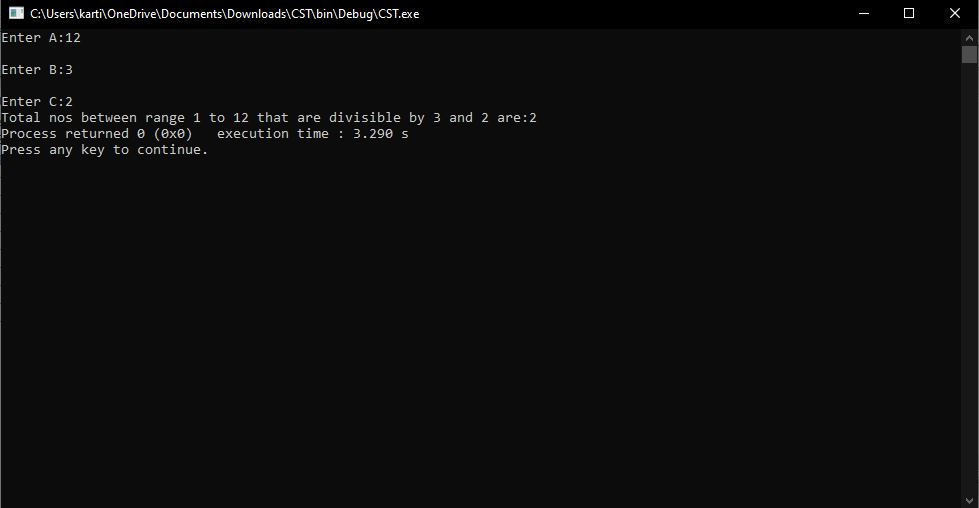 C:\Users\karti\OneDrive\Documents\Downloads\CST\bin\Debug\CST.exe
Enter A:12
Enter B:3
Enter C:2
Total nos between range 1 to 12 that are divisible by 3 and 2 are:2
Process returned 0 (0x0)   execution time : 3.290 s
Press any key to continue.